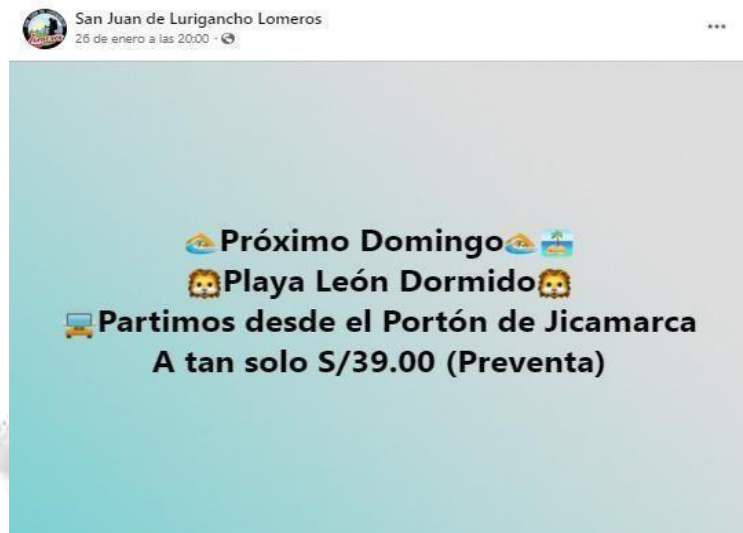 San Juan de Lurigancho Lomeros
26 de enero a las 20:00 ·
Próximo Domingo
Playa León Dormido
Partimos desde el Portón de Jicamarca
A tan solo S/39.00 (Preventa)